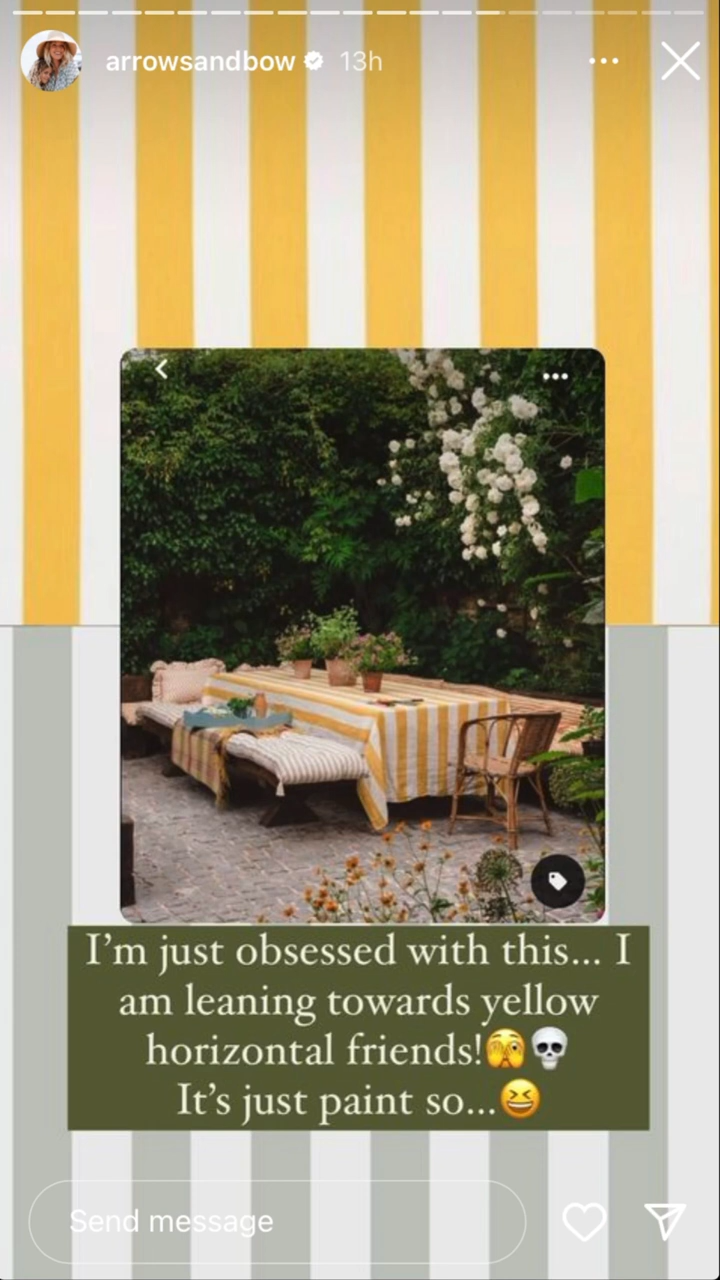 arrowsandbow 13h
I'm just obsessed with this... I
am leaning towards yellow
horizontal friends!🫣💀
It's just paint so...😆
Send message